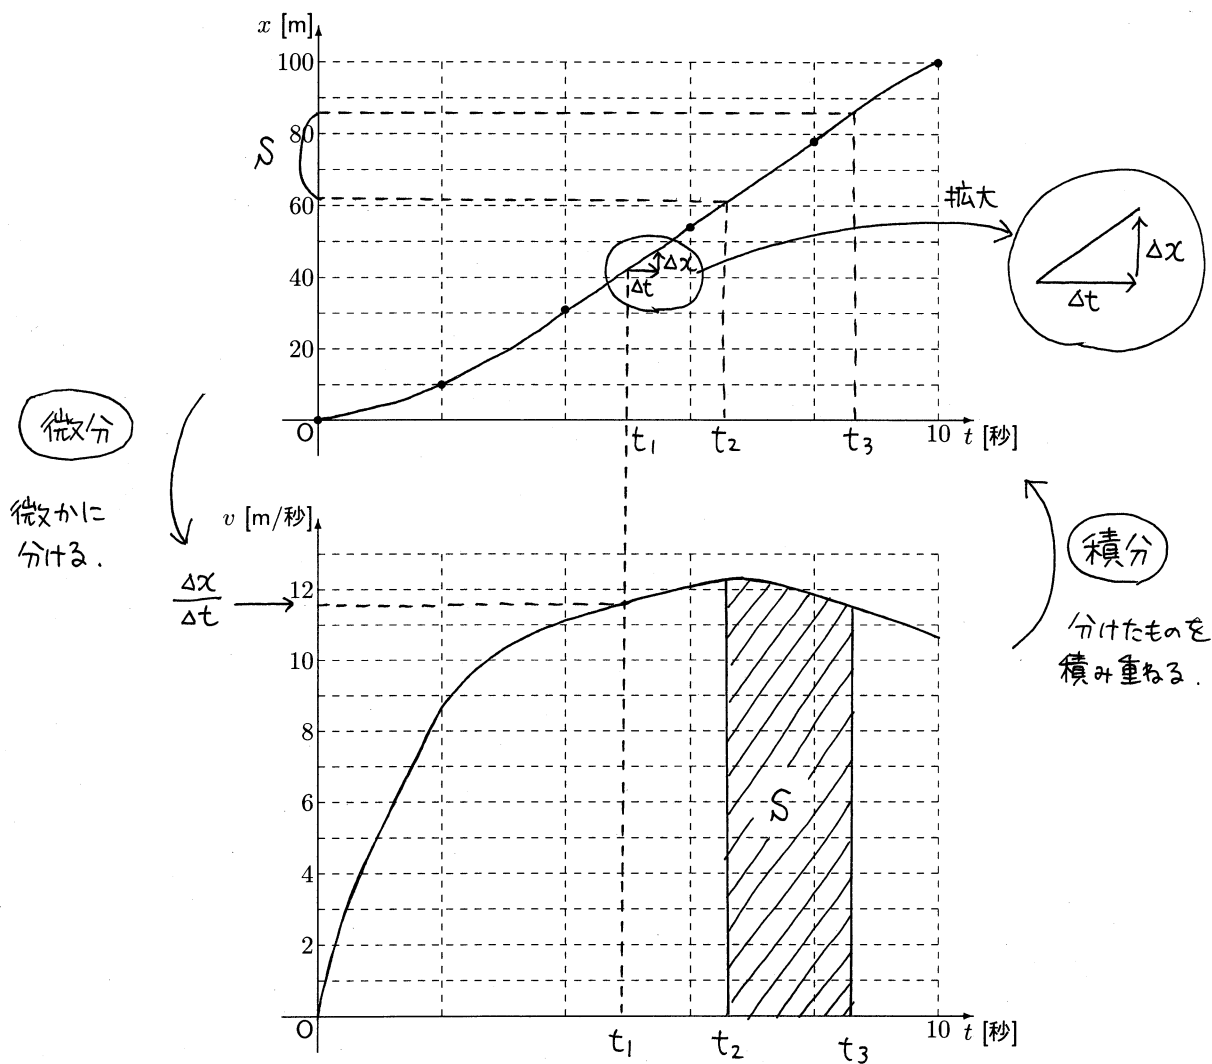 x [m]
100
80
60
40
20
O
S
Δx
Δt
拡大
Δx
Δt
t₁
t₂
t₃
10
t [秒]
微分
微かに
分ける.
v [m/秒]
Δx
Δt
12
10
8
6
4
2
O
S
t₁
t₂
t₃
10
t [秒]
積分
分けたものを
積み重ねる.